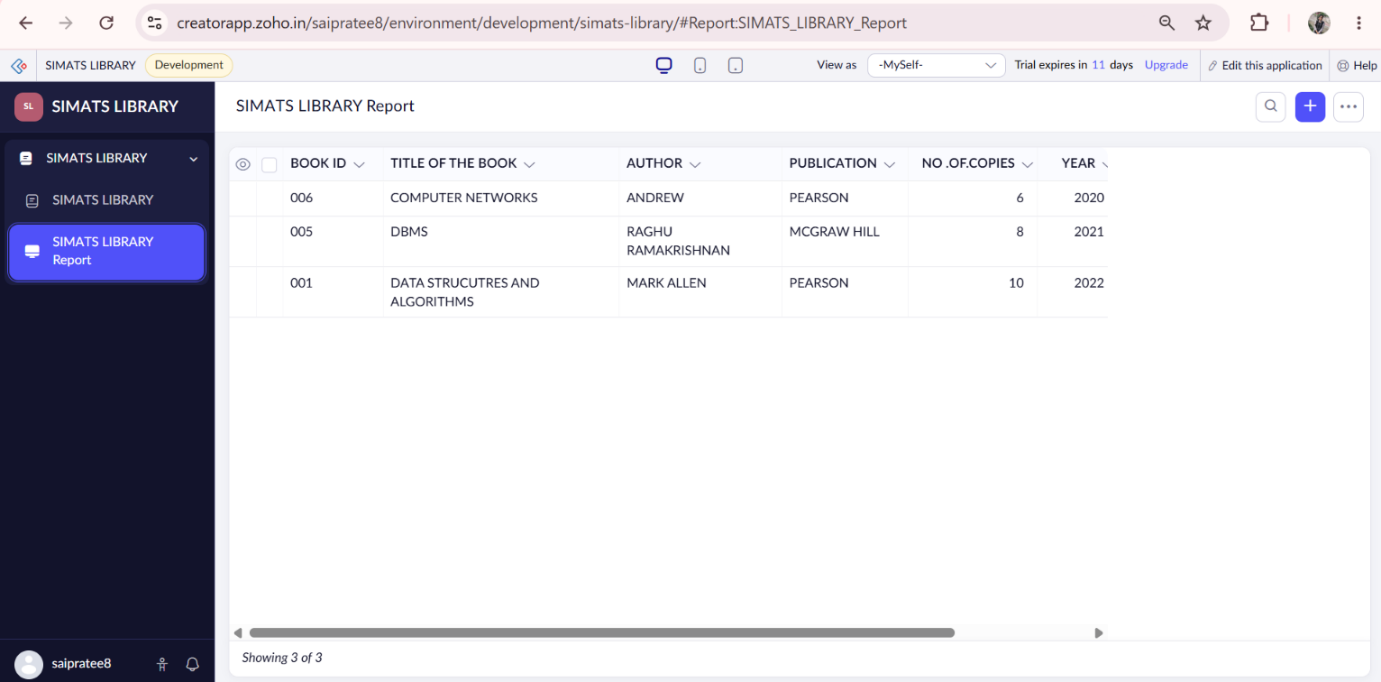 creatorapp.zoho.in/saipratee8/environment/development/simats-library/#Report:SIMATS_LIBRARY_Report
SIMATS LIBRARY Development View as -MySelf- Trial expires in 11 days Upgrade Edit this application Help
SL SIMATS LIBRARY
SIMATS LIBRARY
SIMATS LIBRARY
SIMATS LIBRARY
Report
saipratee8
SIMATS LIBRARY Report
BOOK ID TITLE OF THE BOOK AUTHOR PUBLICATION NO .OF.COPIES YEAR
006 COMPUTER NETWORKS ANDREW PEARSON 6 2020
005 DBMS RAGHU MCGRAW HILL 8 2021
RAMAKRISHNAN
001 DATA STRUCUTRES AND MARK ALLEN PEARSON 10 2022
ALGORITHMS
Showing 3 of 3